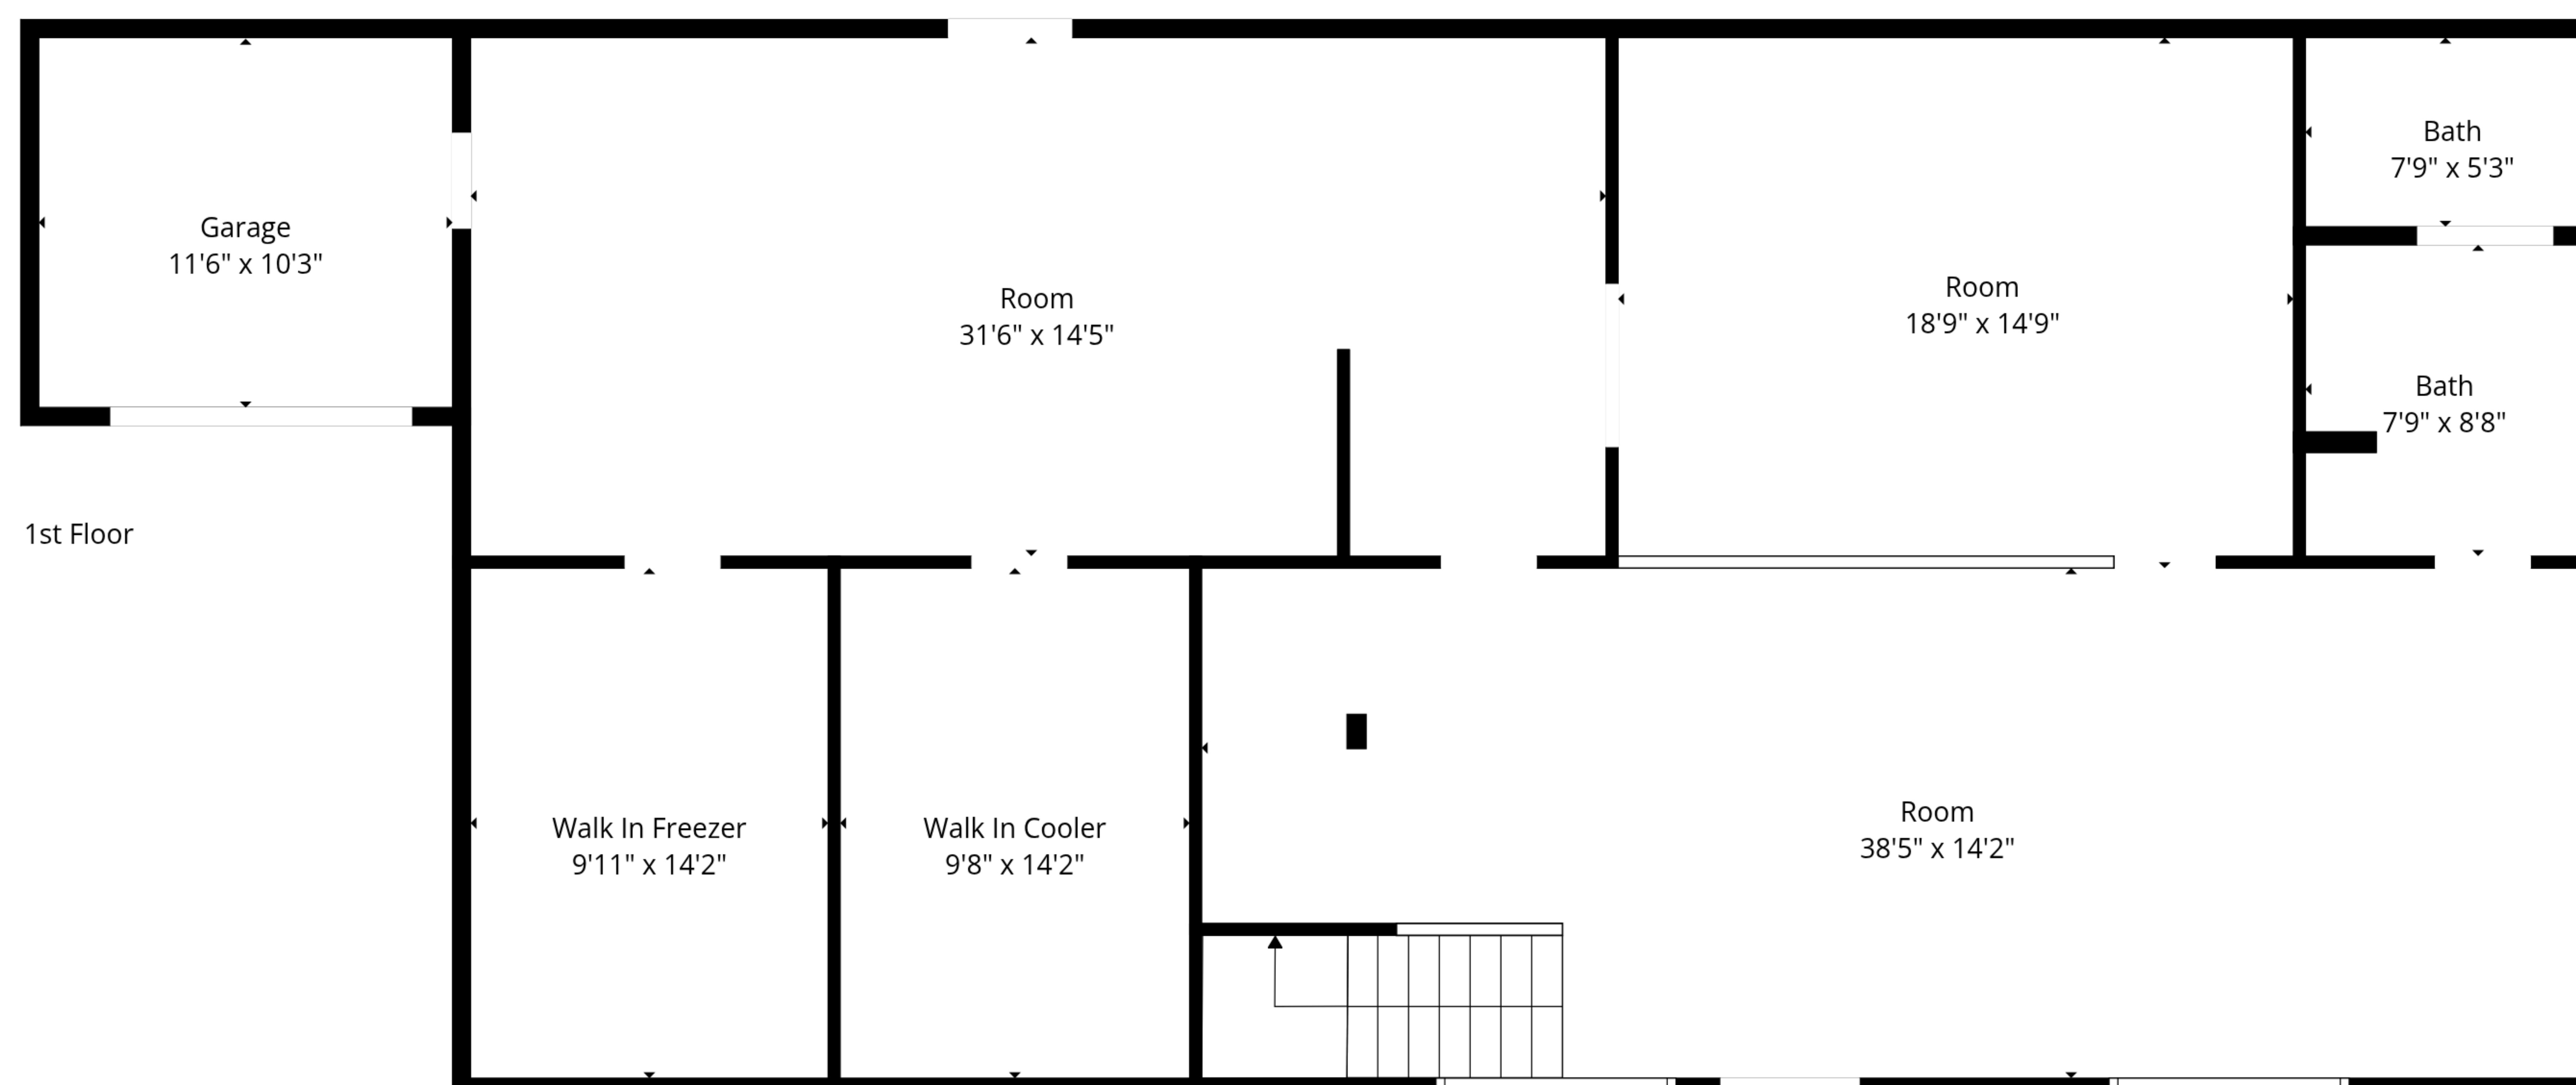 Garage
11'6" x 10'3"
Room
31'6" x 14'5"
Room
18'9" x 14'9"
Bath
7'9" x 5'3"
Bath
7'9" x 8'8"
1st Floor
Walk In Freezer
9'11" x 14'2"
Walk In Cooler
9'8" x 14'2"
Room
38'5" x 14'2"